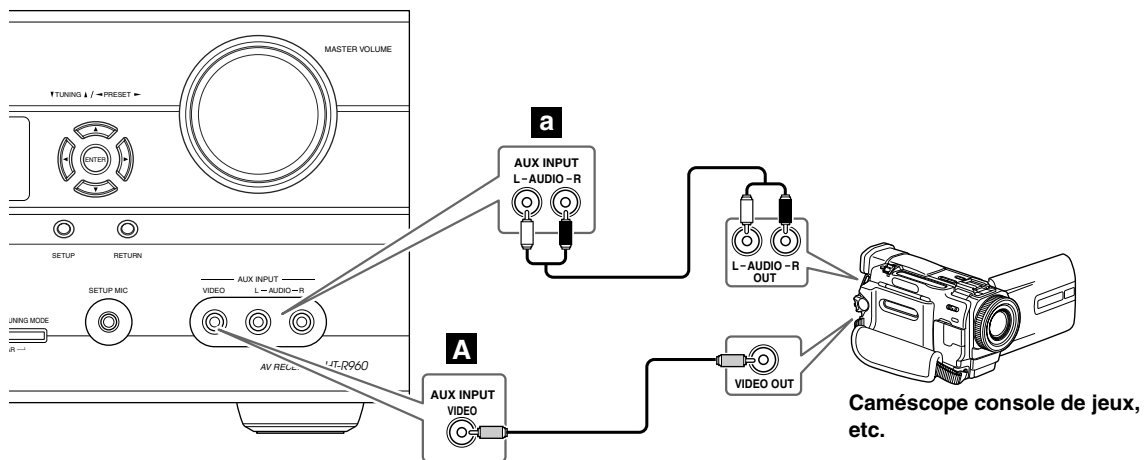 MASTER VOLUME
TUNING / PRESET
ENTER
SETUP
RETURN
AUX INPUT
SETUP MIC
VIDEO
L – AUDIO – R
UNING MODE
AV RECE
HT-R960
a
AUX INPUT
L – AUDIO – R
L – AUDIO – R
OUT
A
AUX INPUT
VIDEO
VIDEO OUT
Caméscope console de jeux,
etc.